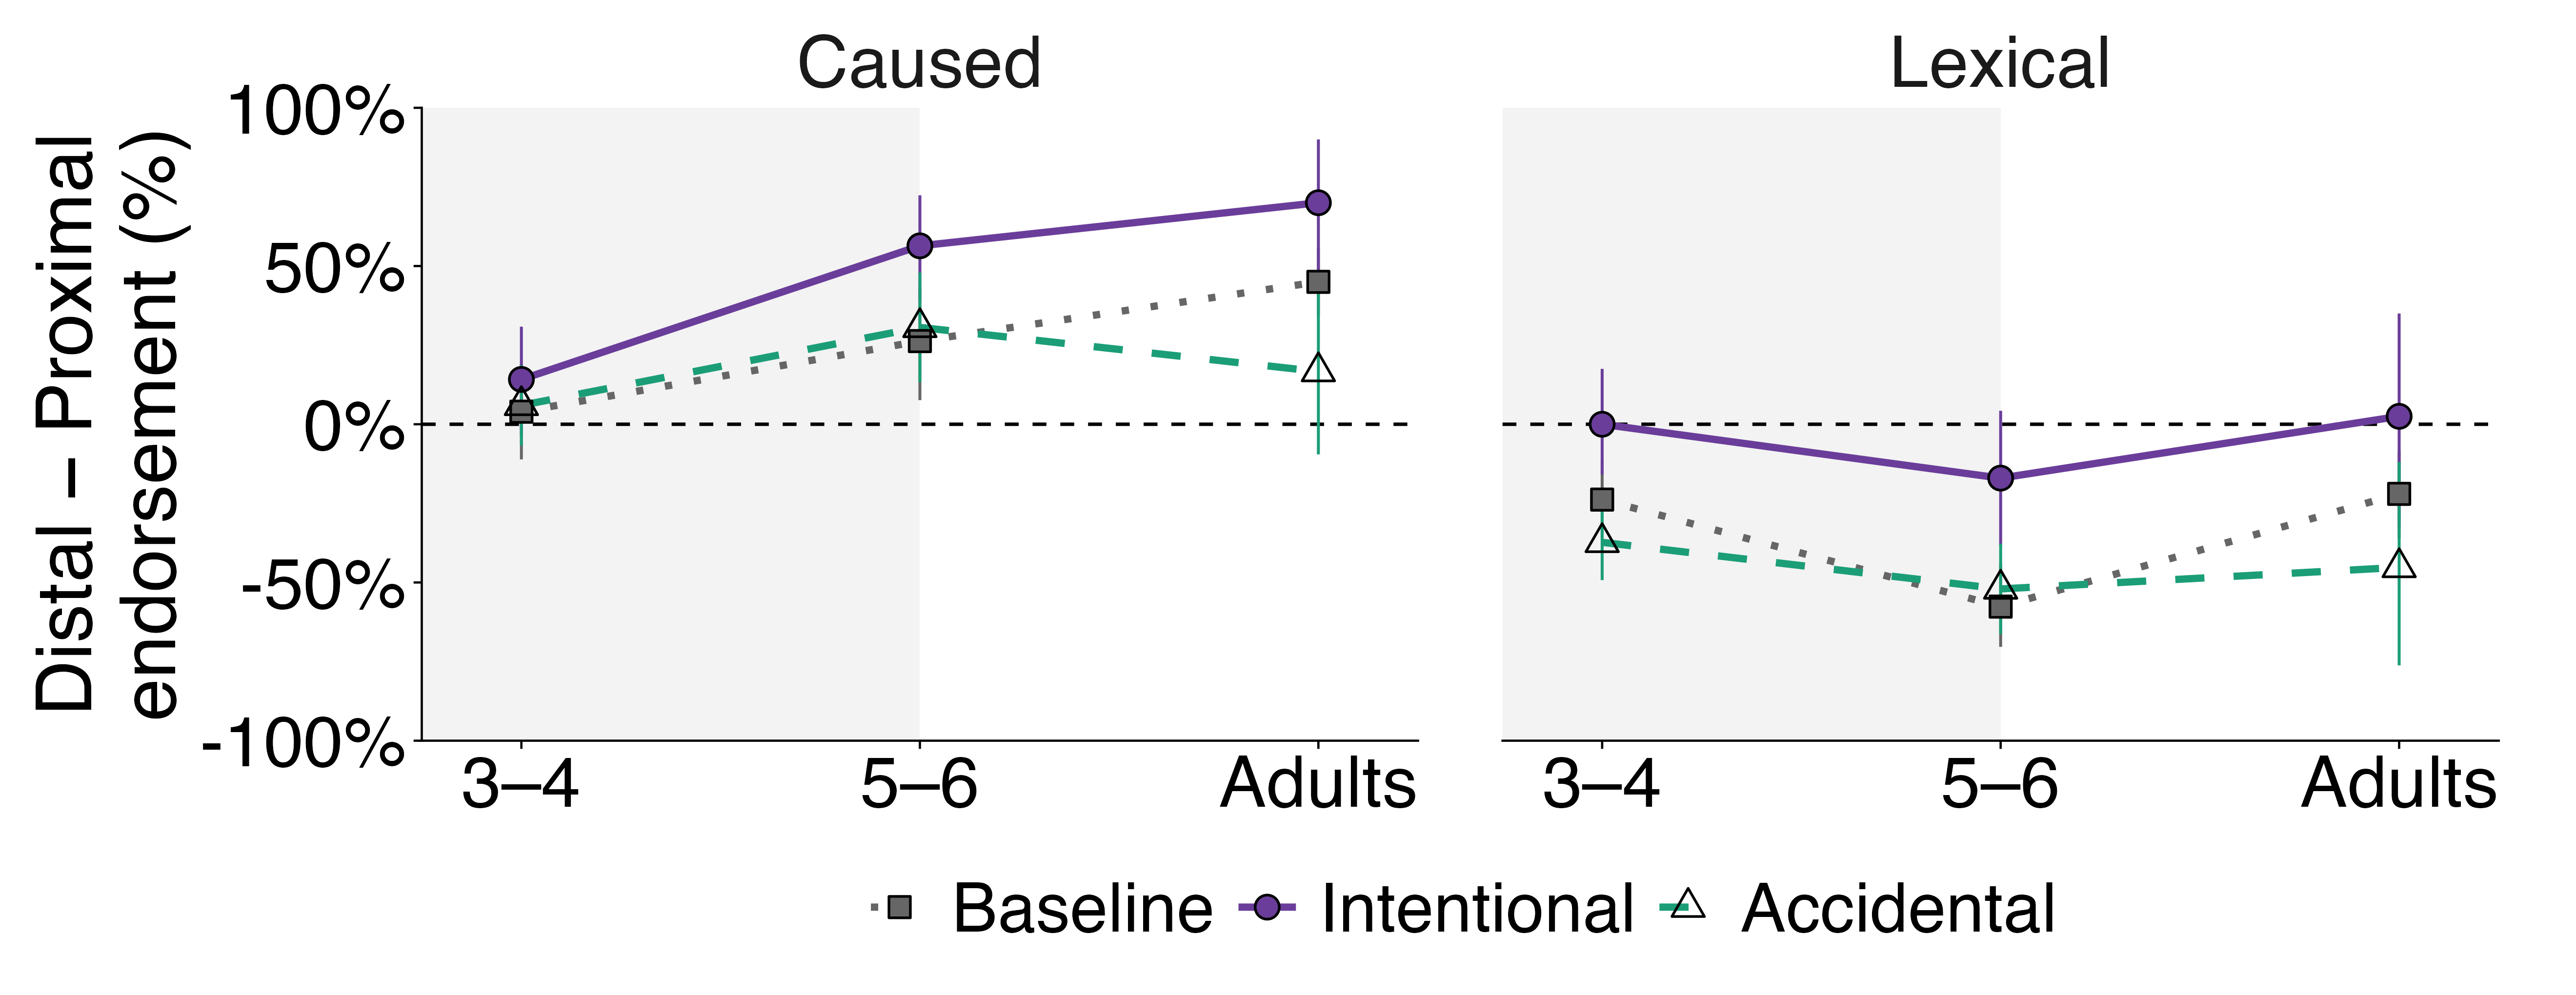 Caused
Lexical
Distal – Proximal
endorsement (%)
100%
50%
0%
-50%
-100%
3–4
5–6
Adults
3–4
5–6
Adults
Baseline
Intentional
Accidental